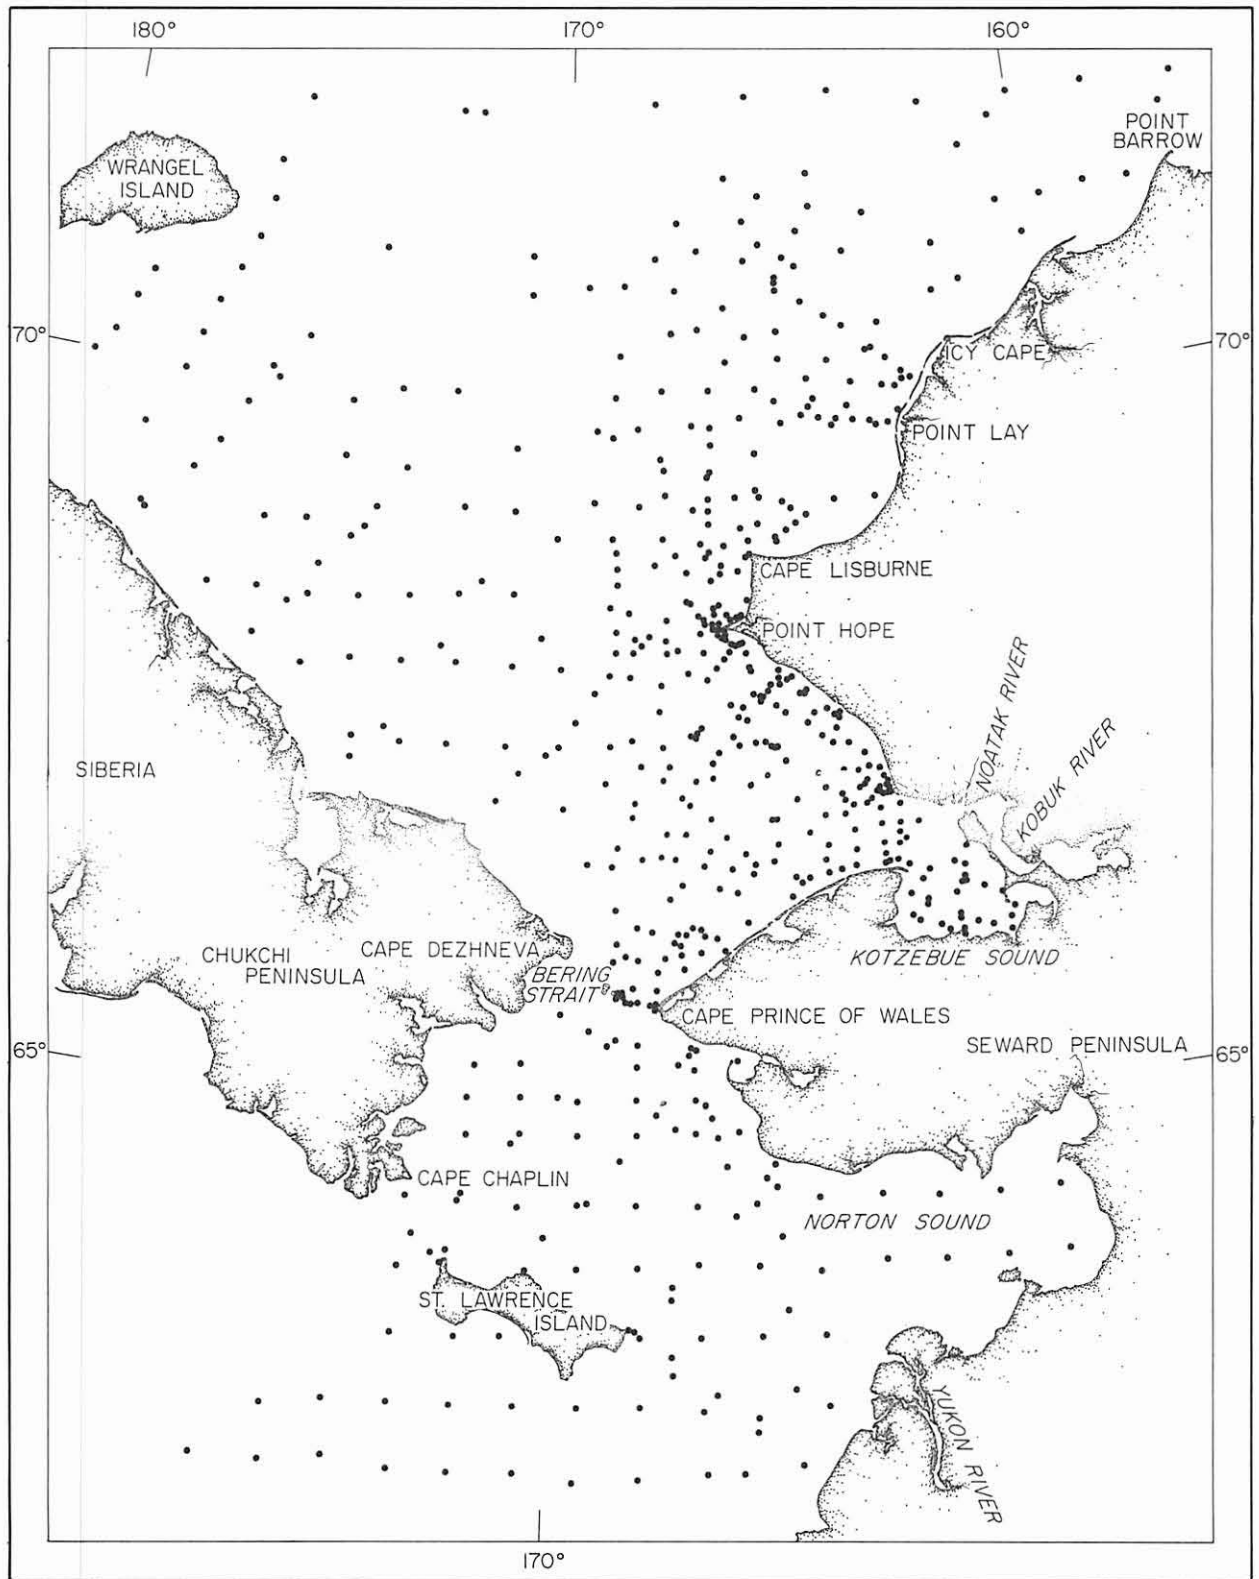 180°
170°
160°
POINT
BARROW
WRANGEL
ISLAND
70°
70°
ICY CAPE
POINT LAY
CAPE LISBURNE
POINT HOPE
NOATAK RIVER
KOBUK RIVER
SIBERIA
CHUKCHI
PENINSULA
CAPE DEZHNEVA
BERING
STRAIT
KOTZEBUE SOUND
CAPE PRINCE OF WALES
SEWARD PENINSULA
65°
65°
CAPE CHAPLIN
NORTON SOUND
ST. LAWRENCE
ISLAND
YUKON RIVER
170°